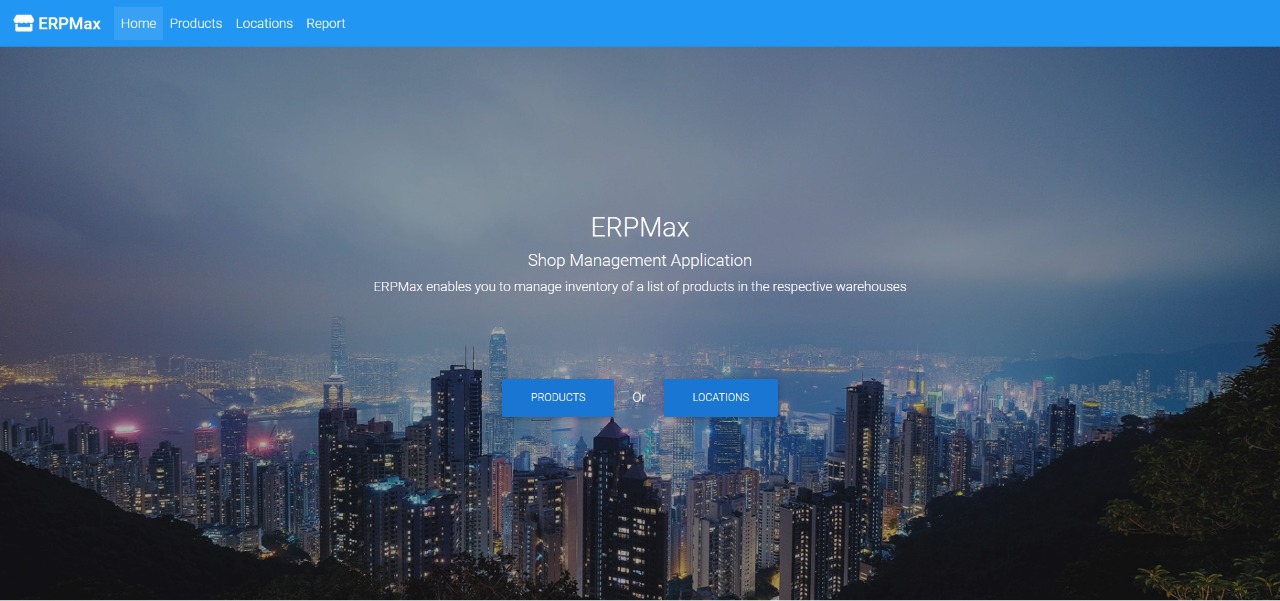 ERPMax Home Products Locations Report
ERPMax
Shop Management Application
ERPMax enables you to manage inventory of a list of products in the respective warehouses
PRODUCTS Or LOCATIONS